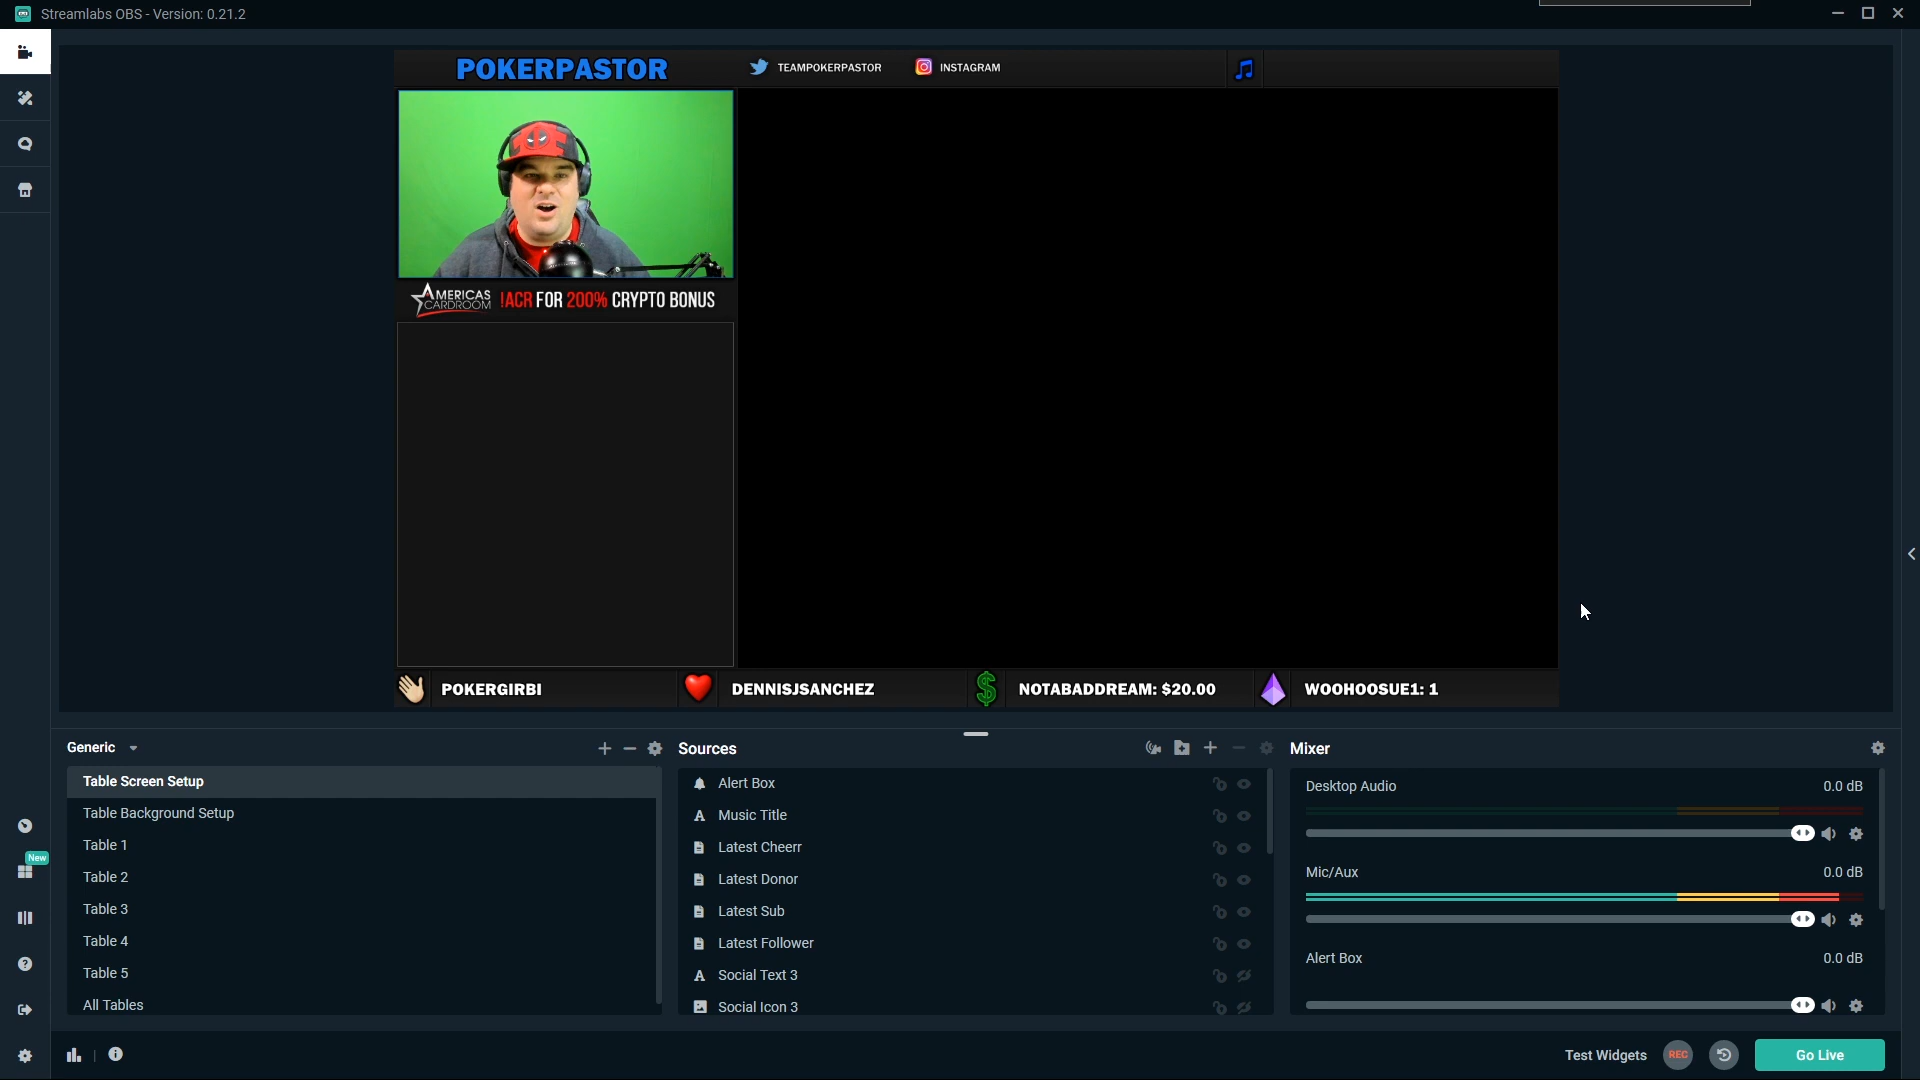 Streamlabs OBS - Version: 0.21.2
POKERPASTOR
TEAMPOKERPASTOR
INSTAGRAM
AMERICAS CARDROOM
!ACR FOR 200% CRYPTO BONUS
POKERGIRBI
DENNISJSANCHEZ
NOTABADDREAM: $20.00
WOOHOOSUE1: 1
New
Generic
Table Screen Setup
Table Background Setup
Table 1
Table 2
Table 3
Table 4
Table 5
All Tables
Sources
Alert Box
Music Title
Latest Cheerr
Latest Donor
Latest Sub
Latest Follower
Social Text 3
Social Icon 3
Mixer
Desktop Audio 0.0 dB
Mic/Aux 0.0 dB
Alert Box 0.0 dB
Test Widgets
REC
Go Live